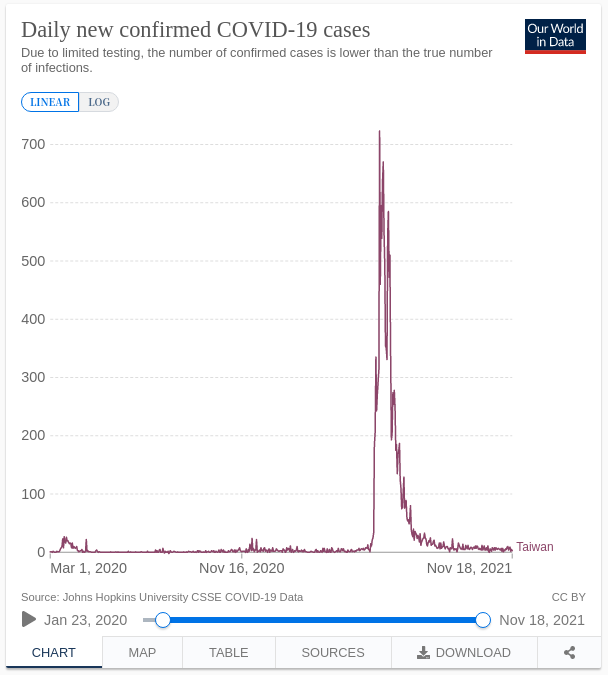 Daily new confirmed COVID-19 cases
Due to limited testing, the number of confirmed cases is lower than the true number
of infections.
Our World
in Data
LINEAR LOG
700
600
500
400
300
200
100
0
Taiwan
Mar 1, 2020 Nov 16, 2020 Nov 18, 2021
Source: Johns Hopkins University CSSE COVID-19 Data CC BY
Jan 23, 2020 Nov 18, 2021
CHART MAP TABLE SOURCES DOWNLOAD